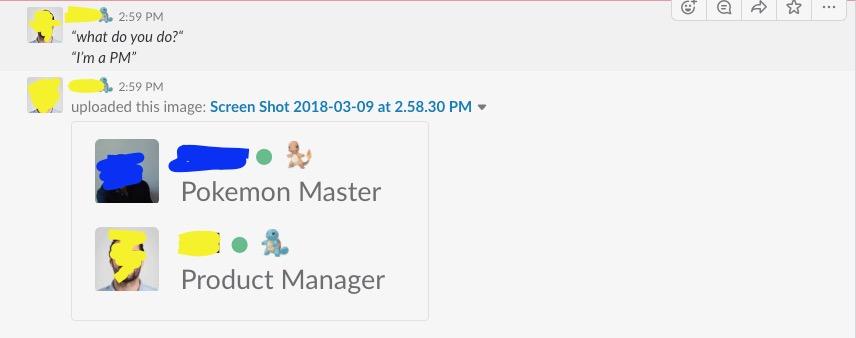 2:59 PM
“what do you do?“
“I’m a PM”
2:59 PM
uploaded this image: Screen Shot 2018-03-09 at 2.58.30 PM
Pokemon Master
Product Manager